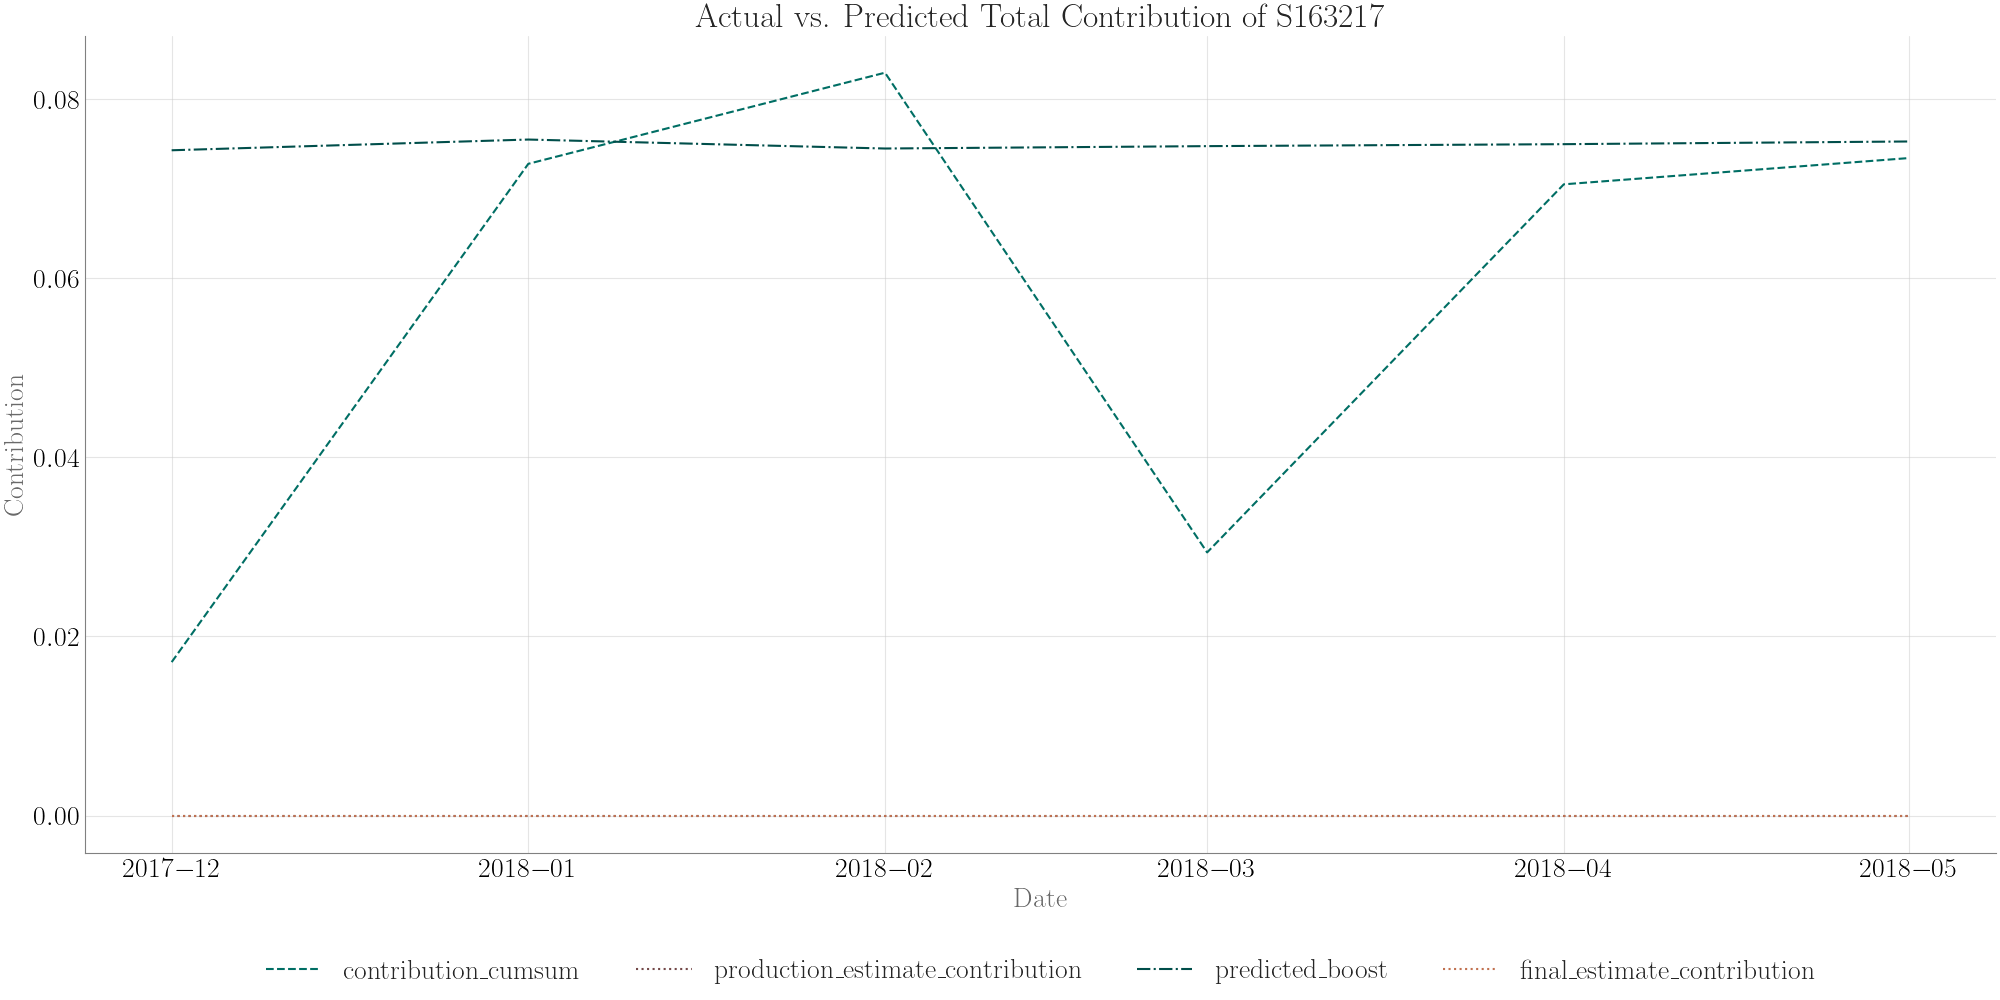 Actual vs. Predicted Total Contribution of S163217
Contribution
0.08
0.06
0.04
0.02
0.00
2017–12 2018–01 2018–02 2018–03 2018–04 2018–05
Date
contribution_cumsum production_estimate_contribution predicted_boost final_estimate_contribution